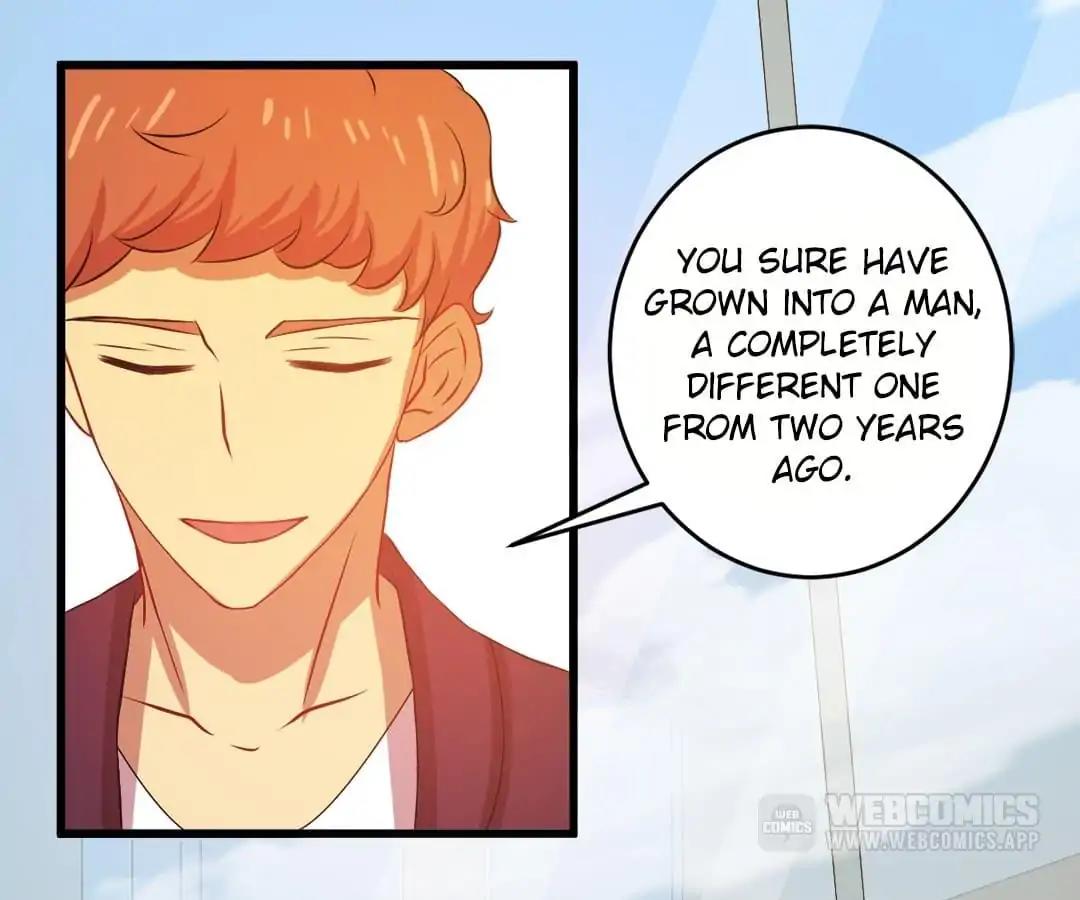 YOU SURE HAVE
GROWN INTO A MAN,
A COMPLETELY
DIFFERENT ONE
FROM TWO YEARS
AGO.
WEB
COMICS
WEBCOMICS
WWW.WEBCOMICS.APP